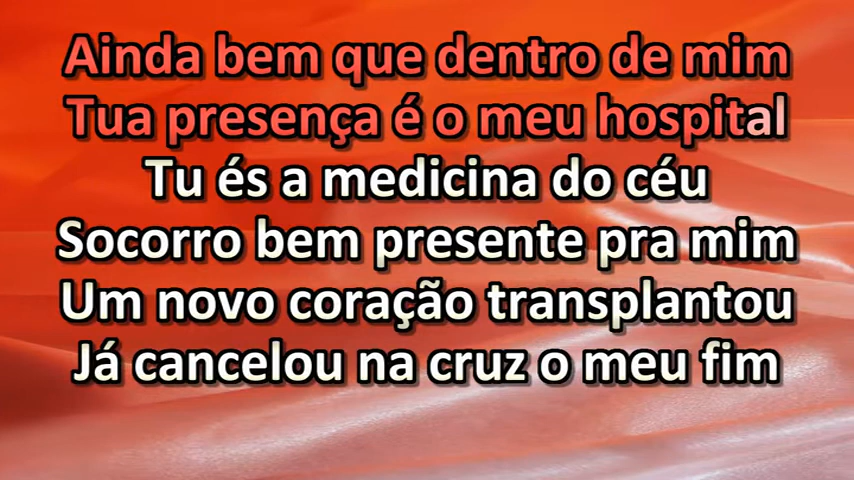 Ainda bem que dentro de mim
Tua presença é o meu hospital
Tu és a medicina do céu
Socorro bem presente pra mim
Um novo coração transplantou
Já cancelou na cruz o meu fim